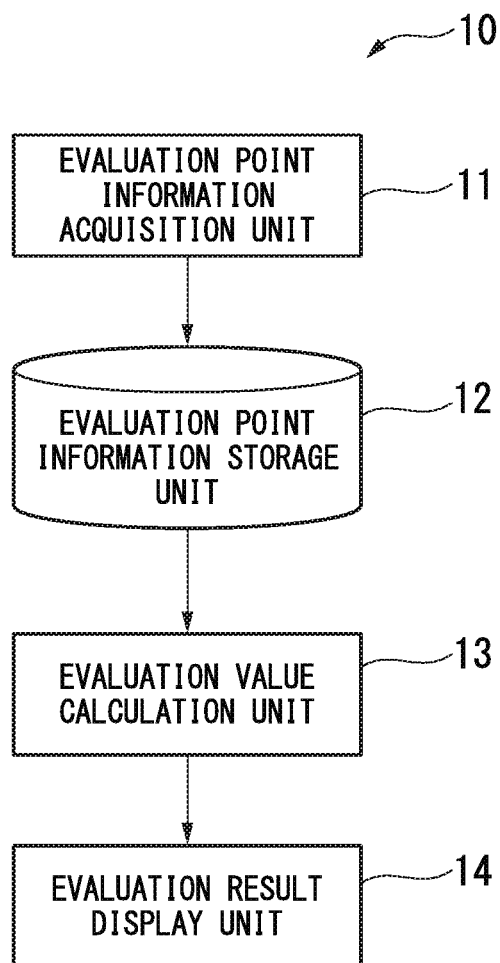 10
EVALUATION POINT
INFORMATION
ACQUISITION UNIT
11
EVALUATION POINT
INFORMATION STORAGE
UNIT
12
EVALUATION VALUE
CALCULATION UNIT
13
EVALUATION RESULT
DISPLAY UNIT
14